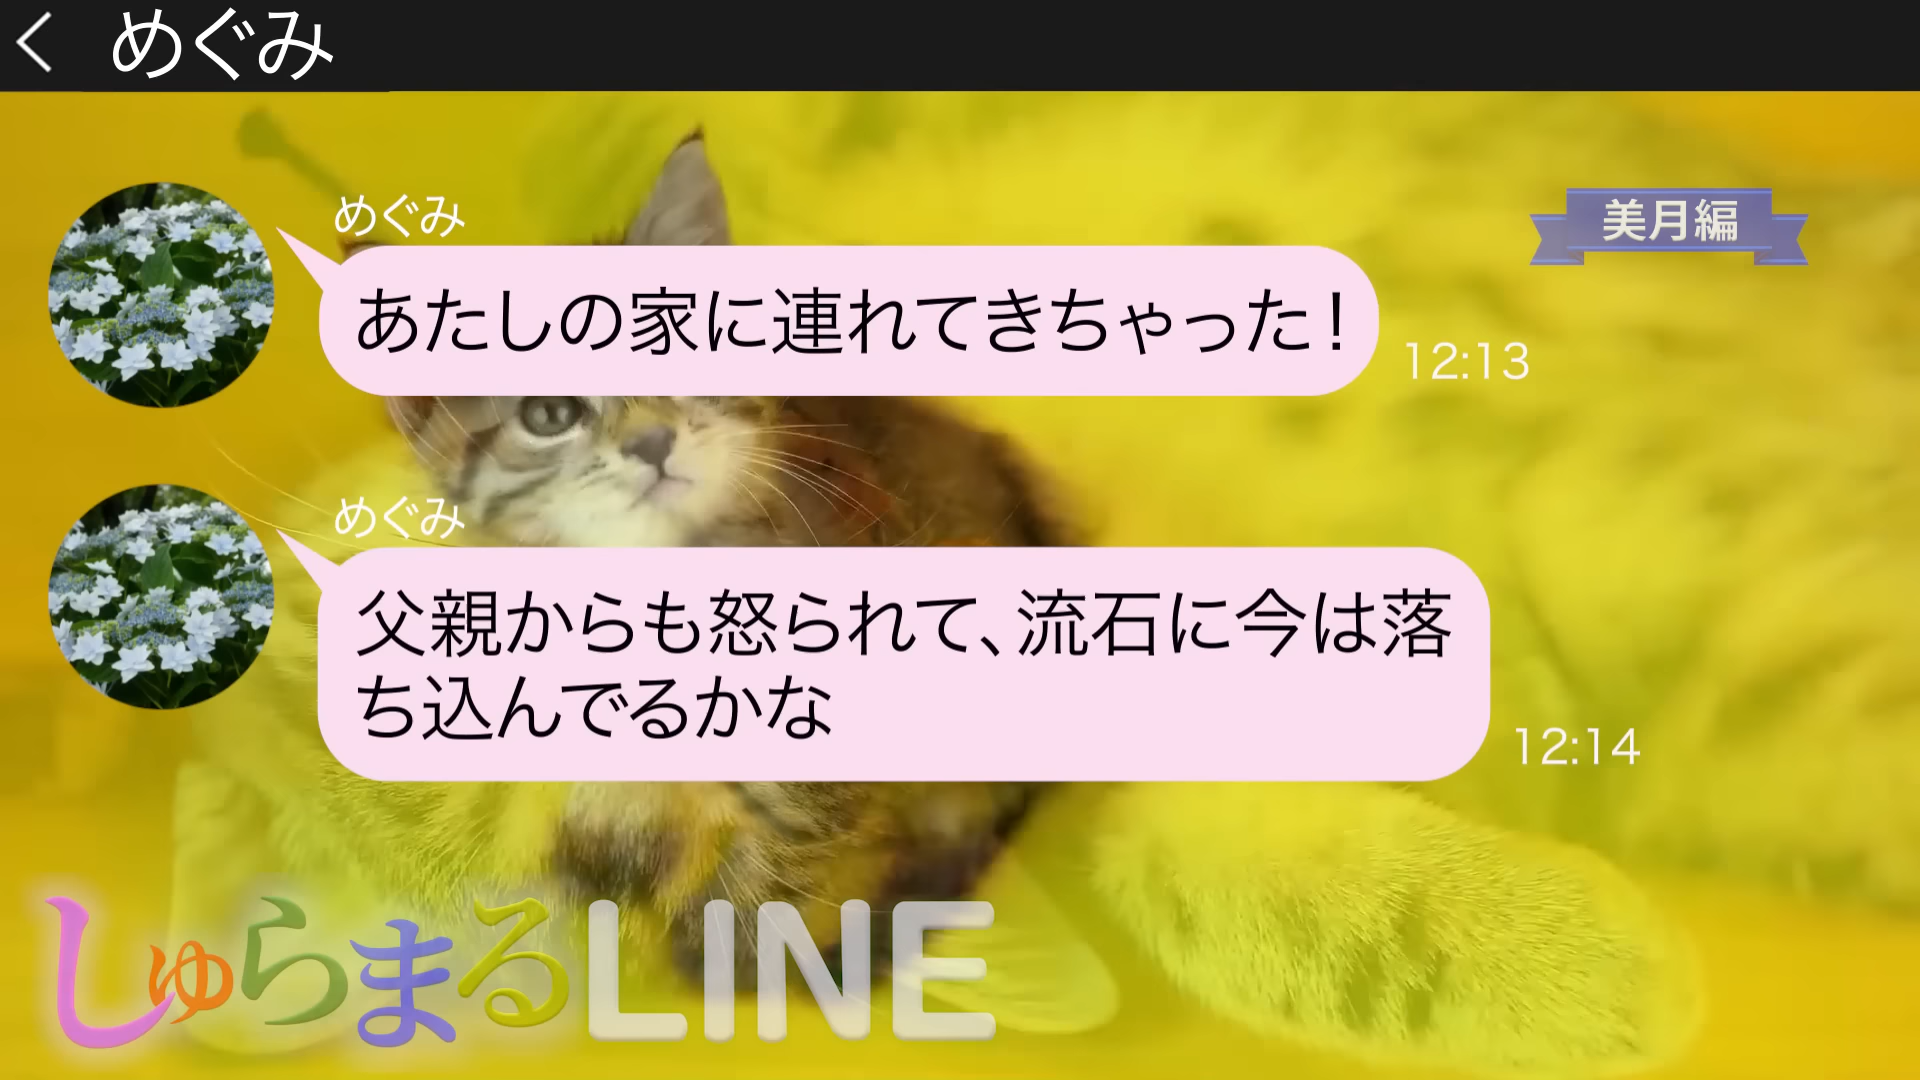 めぐみ
めぐみ
美月編
あたしの家に連れてきちゃった!
12:13
めぐみ
父親からも怒られて、流石に今は落
ち込んでるかな
12:14
しゅらまるLINE